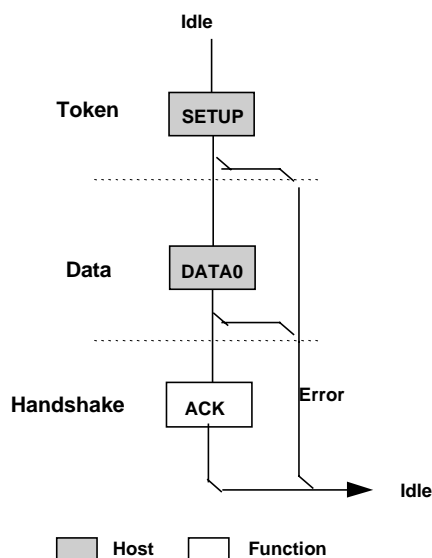 Idle
Token
SETUP
Data
DATA0
Handshake
ACK
Error
Idle
Host
Function